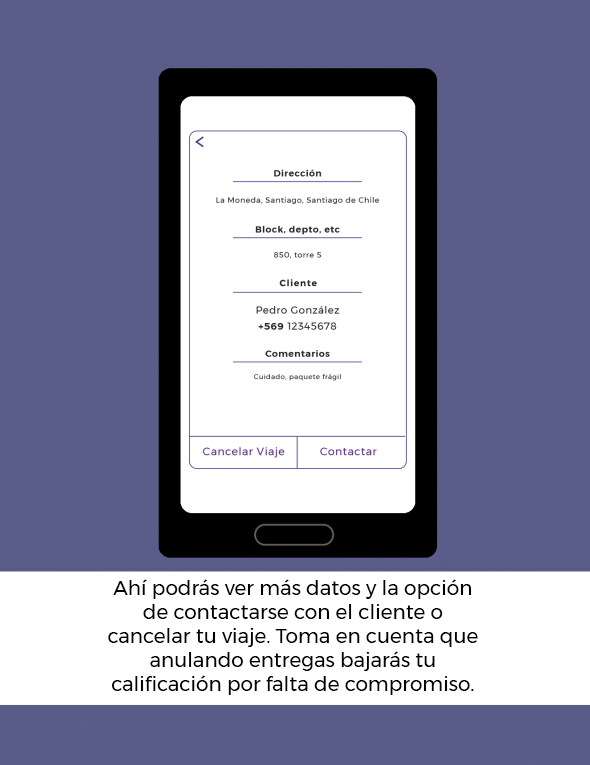 Dirección
La Moneda, Santiago, Santiago de Chile
Block, depto, etc
850, torre 5
Cliente
Pedro González
+569 12345678
Comentarios
Cuidado, paquete frágil
Cancelar Viaje
Contactar
Ahí podrás ver más datos y la opción
de contactarse con el cliente o
cancelar tu viaje. Toma en cuenta que
anulando entregas bajarás tu
calificación por falta de compromiso.